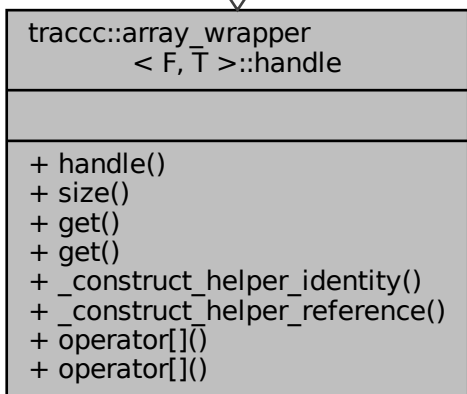 traccc::array_wrapper
< F, T >::handle
+ handle()
+ size()
+ get()
+ get()
+ _construct_helper_identity()
+ _construct_helper_reference()
+ operator[]()
+ operator[]()